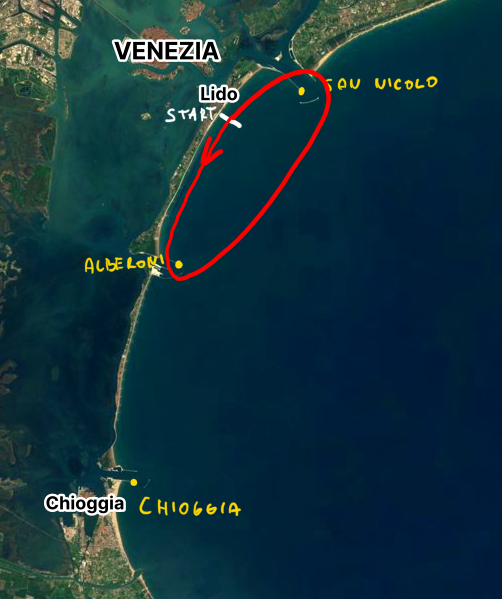 VENEZIA
SAN NICOLO
Lido
START
ALBERONI
Chioggia
CHIOGGIA